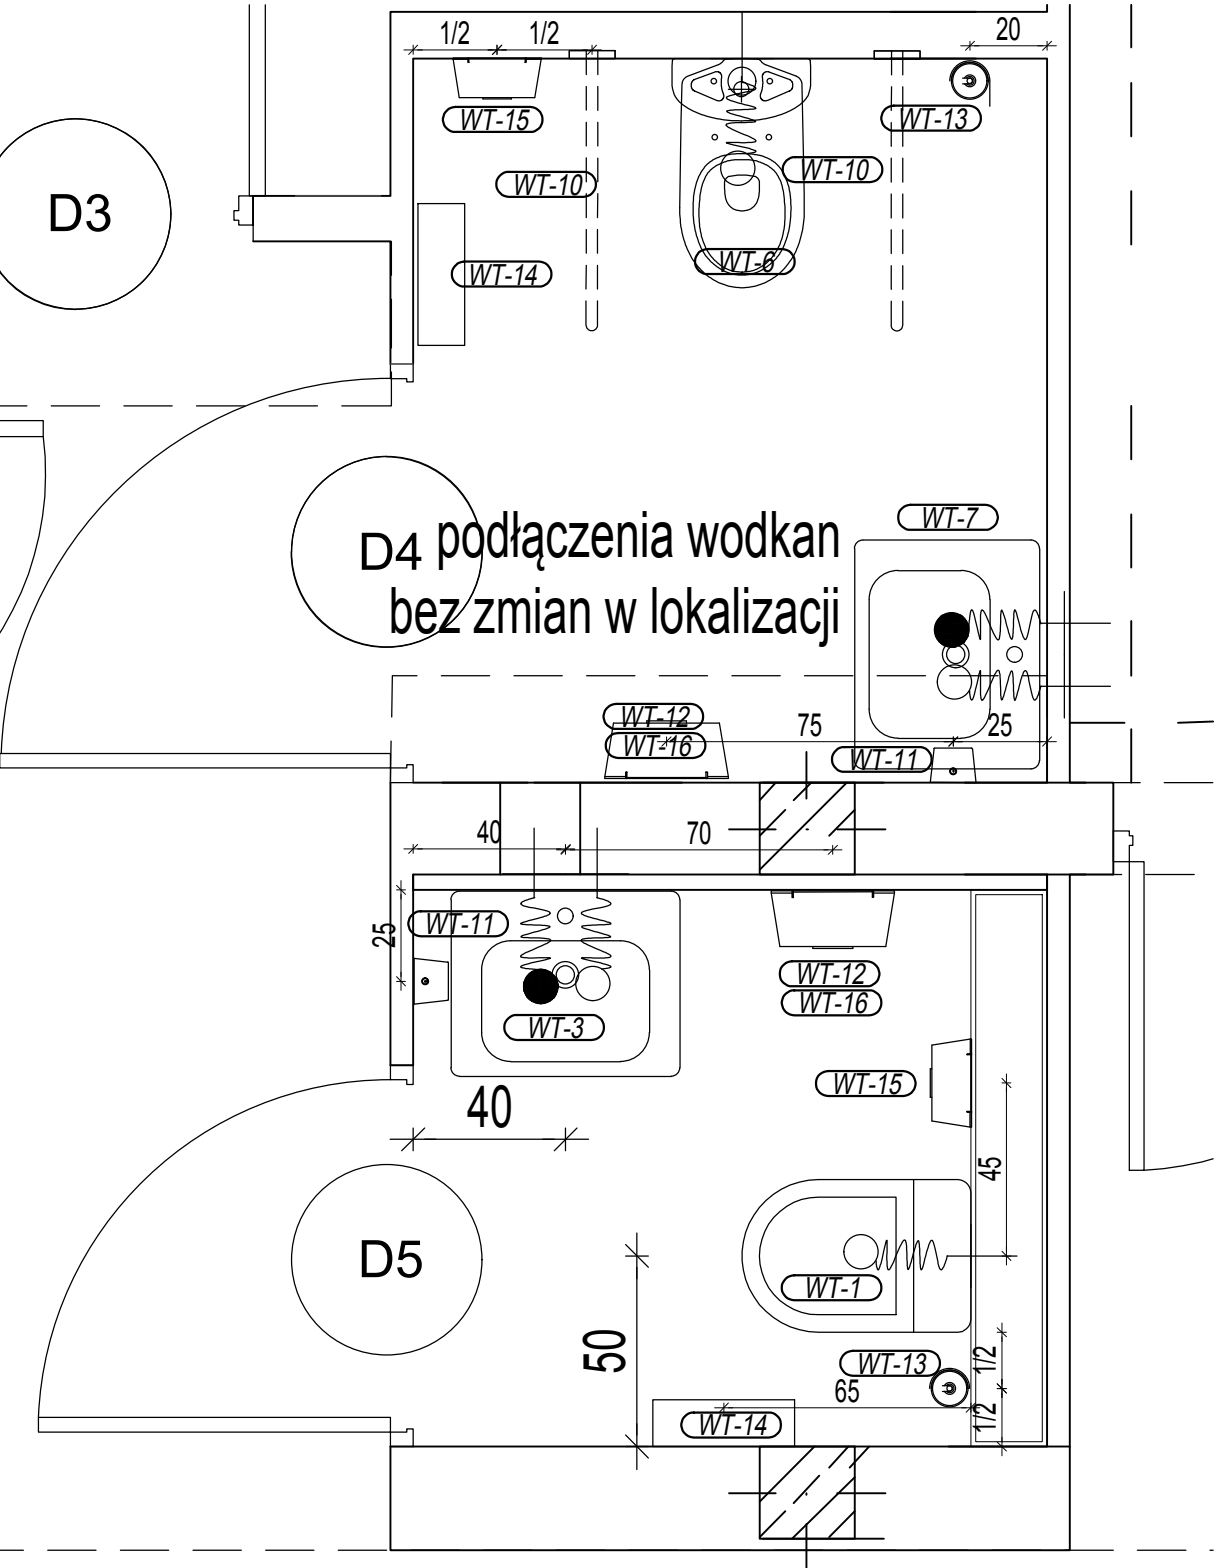 1/2 1/2 20
WT-15 WT-13
WT-10 WT-10
D3
WT-6
WT-14
WT-7
D4 podłączenia wodkan
bez zmian w lokalizacji
WT-12
75 25
WT-16
WT-11
40 70
WT-11
25
WT-12
WT-16
WT-3
WT-15
40
45
D5
WT-1
50
WT-13
1/2
65
1/2
WT-14